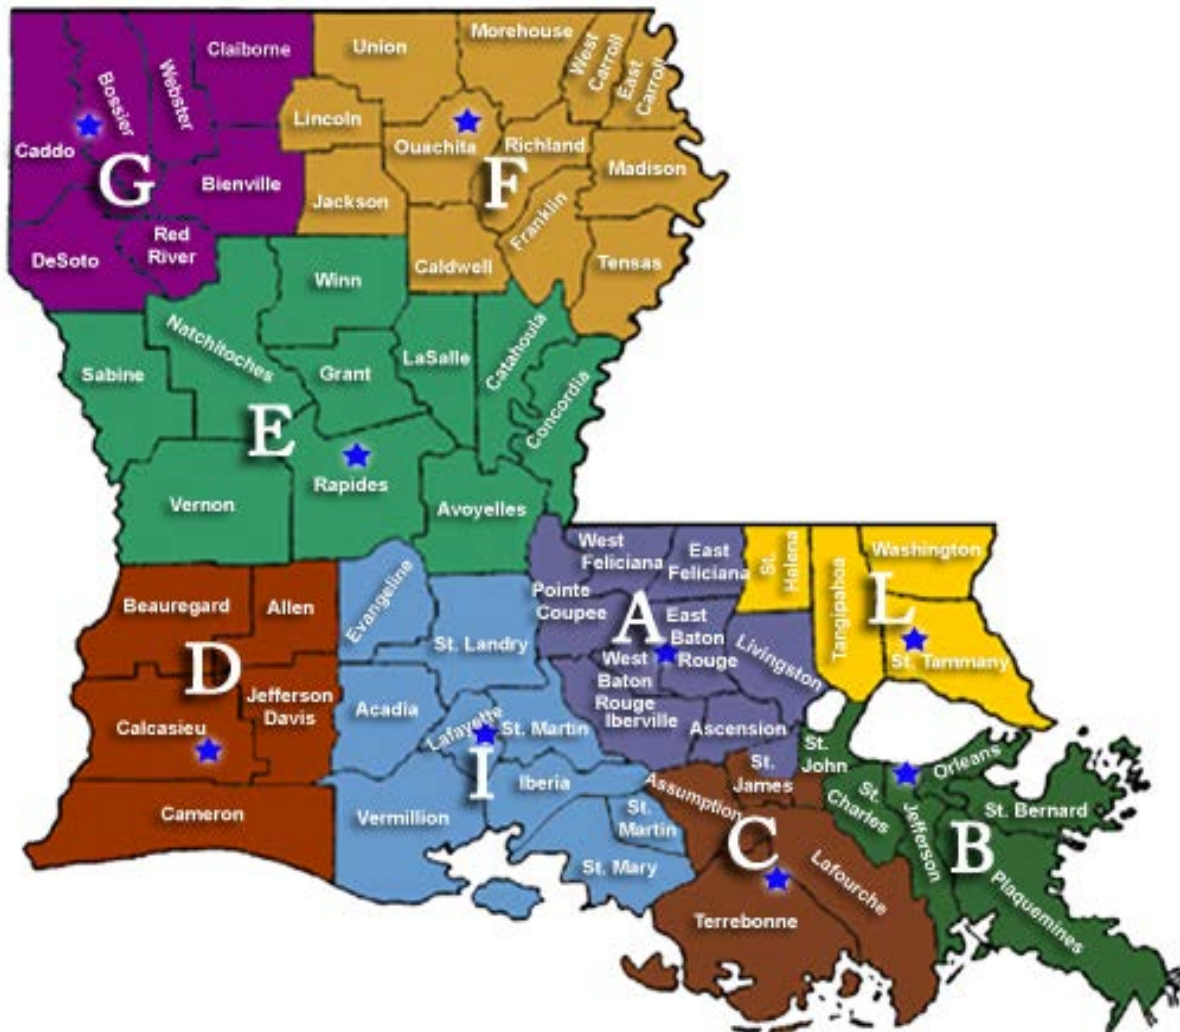 Claiborne
Union
Morehouse
West
Carroll
East
Carroll
Bossier
Webster
Caddo
G
Lincoln
Ouachita
Richland
F
Madison
Bienville
Jackson
Franklin
DeSoto
Red
River
Caldwell
Tensas
Winn
Natchitoches
Sabine
Grant
LaSalle
Catahoula
Concordia
E
Rapides
Vernon
Avoyelles
West
Feliciana
East
Feliciana
St.
Halena
Tangipahoa
Washington
L
St. Tammany
Beauregard
Allen
Evangeline
Pointe
Coupee
A
East
Baton
Rouge
St. Landry
West
Baton
Rouge
Livingston
D
Jefferson
Davis
Acadia
Calcasieu
Lafayette
St. Martin
Iberville
Ascension
I
Iberia
Assumption
St.
James
St.
John
Orleans
Cameron
Vermillion
St.
Martin
St. Mary
C
Lafourche
St.
Charles
Jefferson
B
St. Bernard
Plaquemines
Terrebonne